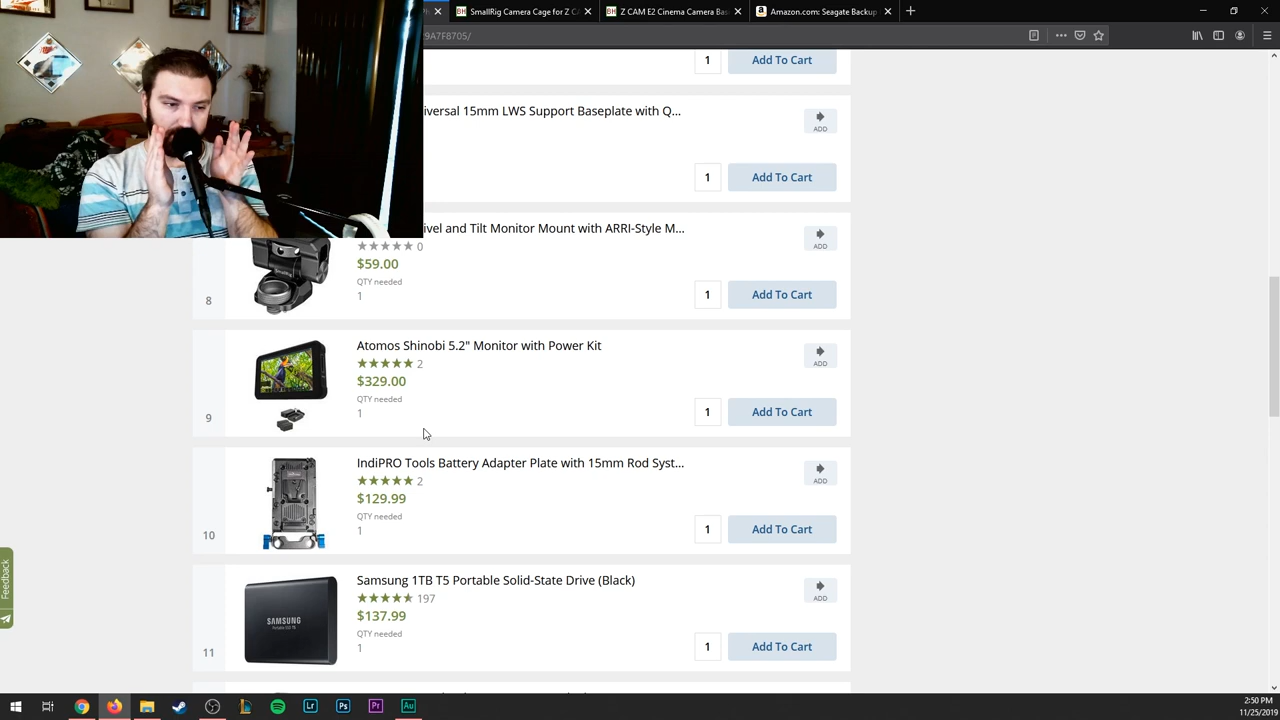 SmallRig Camera Cage for Z CA
Z CAM E2 Cinema Camera Bas
Amazon.com: Seagate Backup
9A7F8705/
1 Add To Cart
iversal 15mm LWS Support Baseplate with Q...
ADD
1 Add To Cart
ivel and Tilt Monitor Mount with ARRI-Style M...
0
ADD
$59.00
QTY needed
1
8
1 Add To Cart
Atomos Shinobi 5.2" Monitor with Power Kit
2
ADD
$329.00
QTY needed
1
9
1 Add To Cart
IndiPRO Tools Battery Adapter Plate with 15mm Rod Syst...
2
ADD
$129.99
QTY needed
1
10
1 Add To Cart
Samsung 1TB T5 Portable Solid-State Drive (Black)
197
ADD
$137.99
QTY needed
1
SAMSUNG
11
1 Add To Cart
Feedback
Lr
Ps
Pr
Au
2:50 PM
11/25/2019